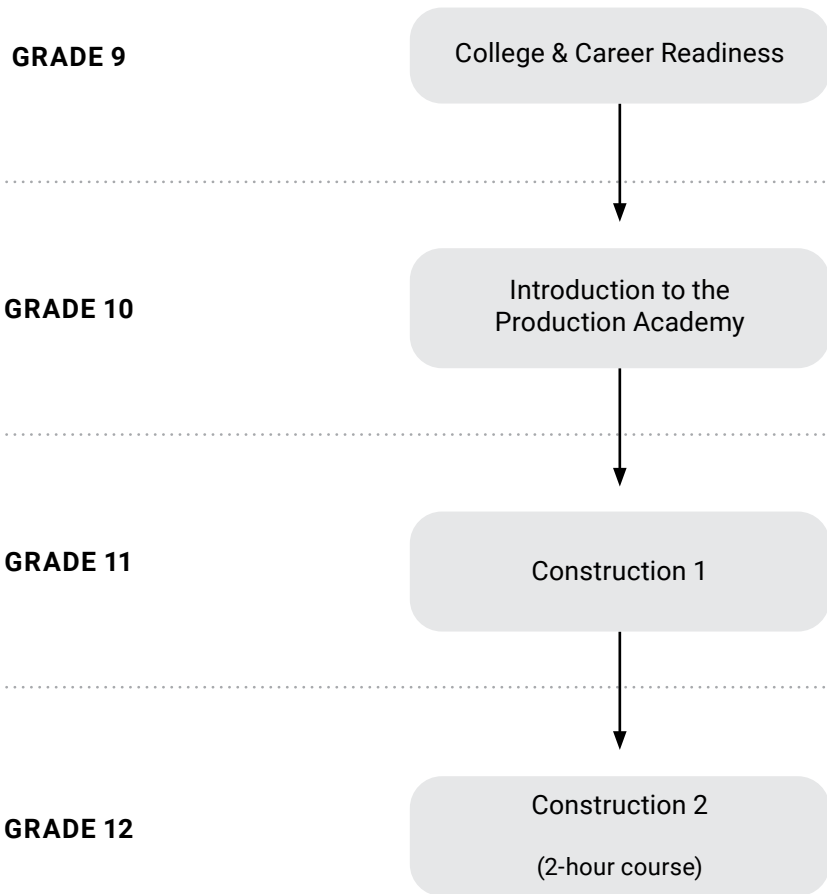 GRADE 9
College & Career Readiness
GRADE 10
Introduction to the
Production Academy
GRADE 11
Construction 1
GRADE 12
Construction 2
(2-hour course)